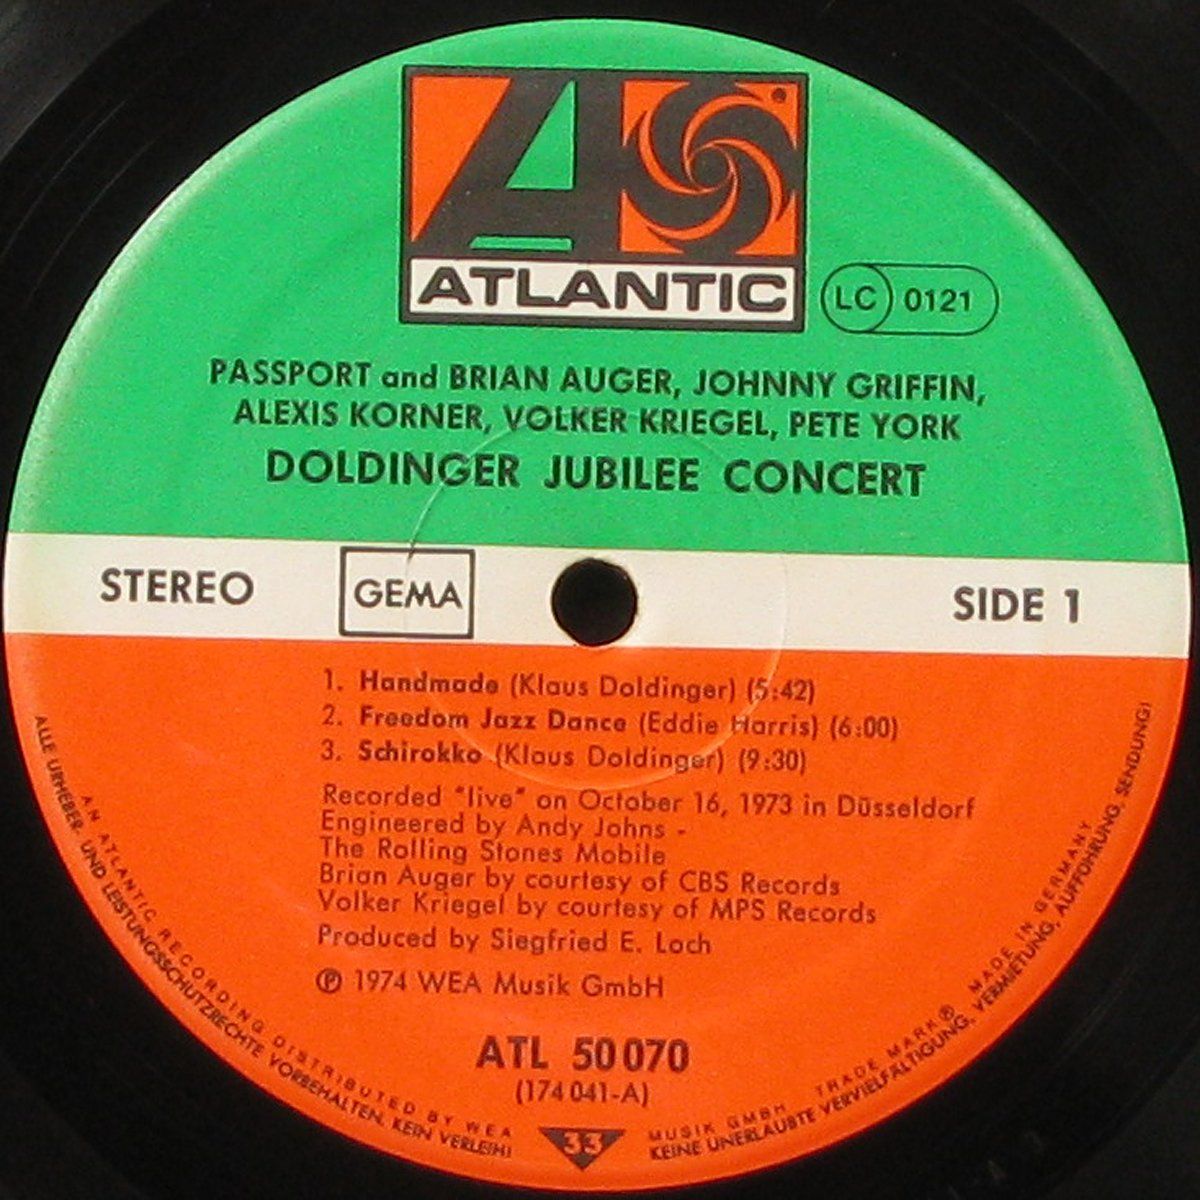 ATLANTIC
LC 0121
PASSPORT and BRIAN AUGER, JOHNNY GRIFFIN,
ALEXIS KORNER, VOLKER KRIEGEL, PETE YORK
DOLDINGER JUBILEE CONCERT
STEREO GEMA SIDE 1
1. Handmade (Klaus Doldinger) (5:42)
2. Freedom Jazz Dance (Eddie Harris) (6:00)
3. Schirokko (Klaus Doldinger) (9:30)
Recorded "live" on October 16, 1973 in Düsseldorf
Engineered by Andy Johns -
The Rolling Stones Mobile
Brian Auger by courtesy of CBS Records
Volker Kriegel by courtesy of MPS Records
Produced by Siegfried E. Loch
℗ 1974 WEA Musik GmbH
ATL 50 070
(174 041-A)
33
AN ATLANTIC RECORDING DISTRIBUTED BY WEA MUSIK GMBH TRADE MARK® MADE IN GERMANY
ALLE URHEBER- UND LEISTUNGSSCHUTZRECHTE VORBEHALTEN. KEIN VERLEIH! KEINE UNERLAUBTE VERVIELFÄLTIGUNG, VERMIETUNG, AUFFÜHRUNG, SENDUNG!